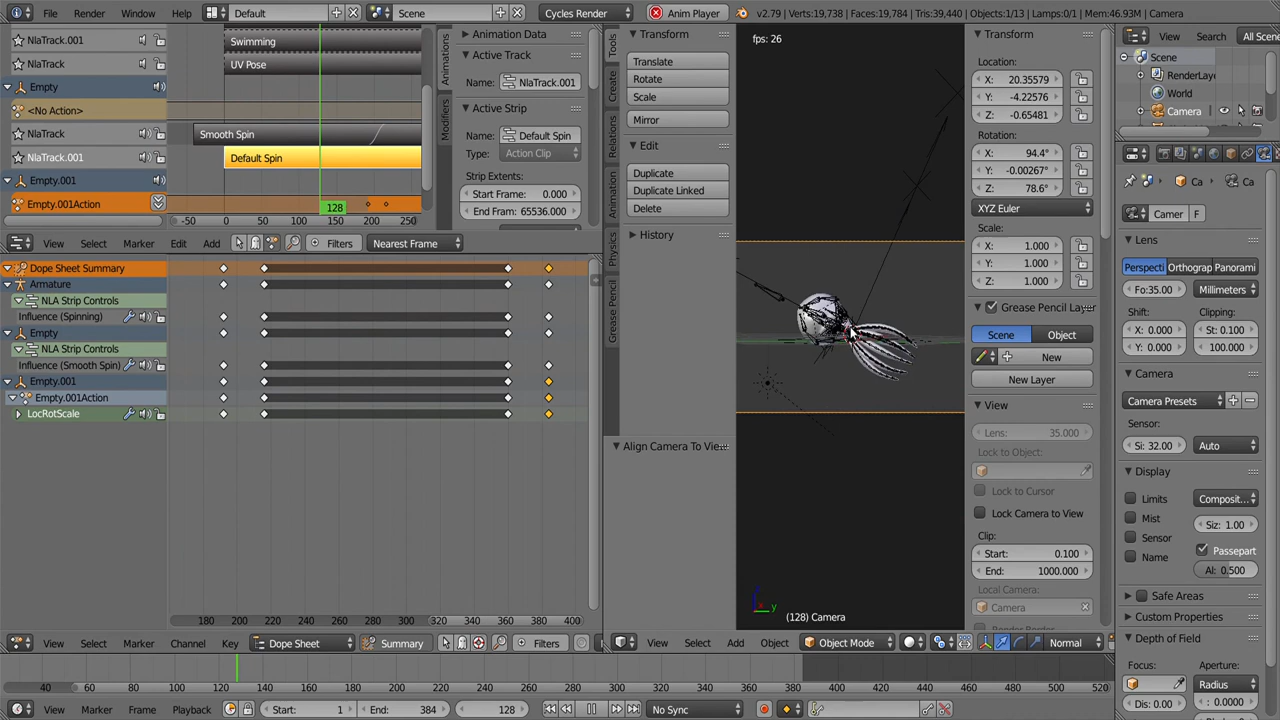 File Render Window Help
Default
Scene
Cycles Render
Anim Player
v2.79 | Verts:19,738 | Faces:19,784 | Tris:39,440 | Objects:1/13 | Lamps:0/1 | Mem:46.93M | Camera
NlaTrack.001
NlaTrack
Empty
<No Action>
NlaTrack
NlaTrack.001
Empty.001
Empty.001Action
Swimming
UV Pose
Smooth Spin
Default Spin
128
-50 0 50 100 150 200 250
View Select Marker Edit Add Filters Nearest Frame
Animations
Modifiers
Animation Data
Active Track
Name: NlaTrack.001
Active Strip
Name: Default Spin
Type: Action Clip
Strip Extents:
Start Frame: 0.000
End Fram: 65536.000
Dope Sheet Summary
Armature
NLA Strip Controls
Influence (Spinning)
Empty
NLA Strip Controls
Influence (Smooth Spin)
Empty.001
Empty.001Action
LocRotScale
180 200 220 240 260 280 300 320 340 360 380 400
View Select Marker Channel Key Dope Sheet Summary Filters
Tools
Create
Relations
Animation
Physics
Grease Pencil
Transform
Translate
Rotate
Scale
Mirror
Edit
Duplicate
Duplicate Linked
Delete
History
Align Camera To Vie
fps: 26
(128) Camera
z
x
y
View Select Add Object Object Mode Normal
Transform
Location:
X: 20.35579
Y: -4.22576
Z: -0.65481
Rotation:
X: 94.4°
Y: -0.00267°
Z: 78.6°
XYZ Euler
Scale:
X: 1.000
Y: 1.000
Z: 1.000
Grease Pencil Layer
Scene Object
New
New Layer
View
Lens: 35.000
Lock to Object:
Lock to Cursor
Lock Camera to View
Clip:
Start: 0.100
End: 1000.000
Local Camera:
Camera
View Search All Scen
Scene
RenderLaye
World
Camera
Ca Ca
Camer F
Lens
Perspecti Orthograp Panorami
Fo:35.00 Millimeters
Shift: Clipping:
X: 0.000 St: 0.100
Y: 0.000 100.000
Camera
Camera Presets
Sensor:
Si: 32.00 Auto
Display
Limits Composit...
Mist Siz: 1.00
Sensor Passepart
Name Al: 0.500
Safe Areas
Custom Properties
Depth of Field
Focus: Aperture:
Radius
Dis: 0.00 : 0.0000
40 60 80 100 120 140 160 180 200 220 240 260 280 300 320 340 360 380 400 420 440 460 480 500 520
View Marker Frame Playback Start: 1 End: 384 128 No Sync